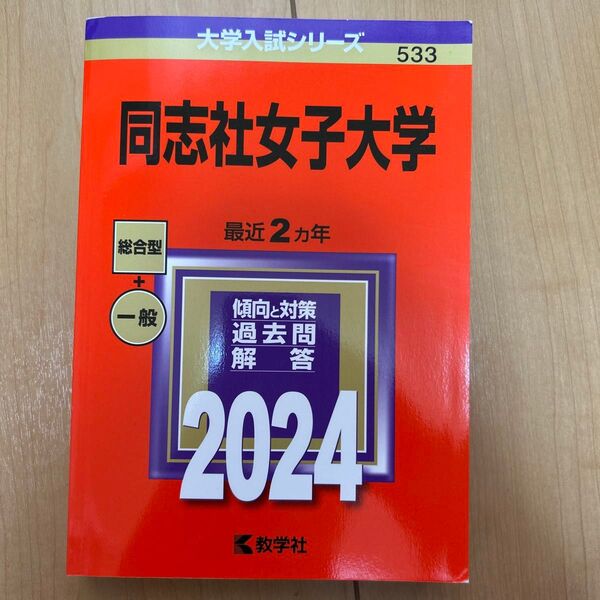 大学入試シリーズ
533
同志社女子大学
最近2ヵ年
総合型
+
一般
傾向と対策
過去問
解答
2024
教学社